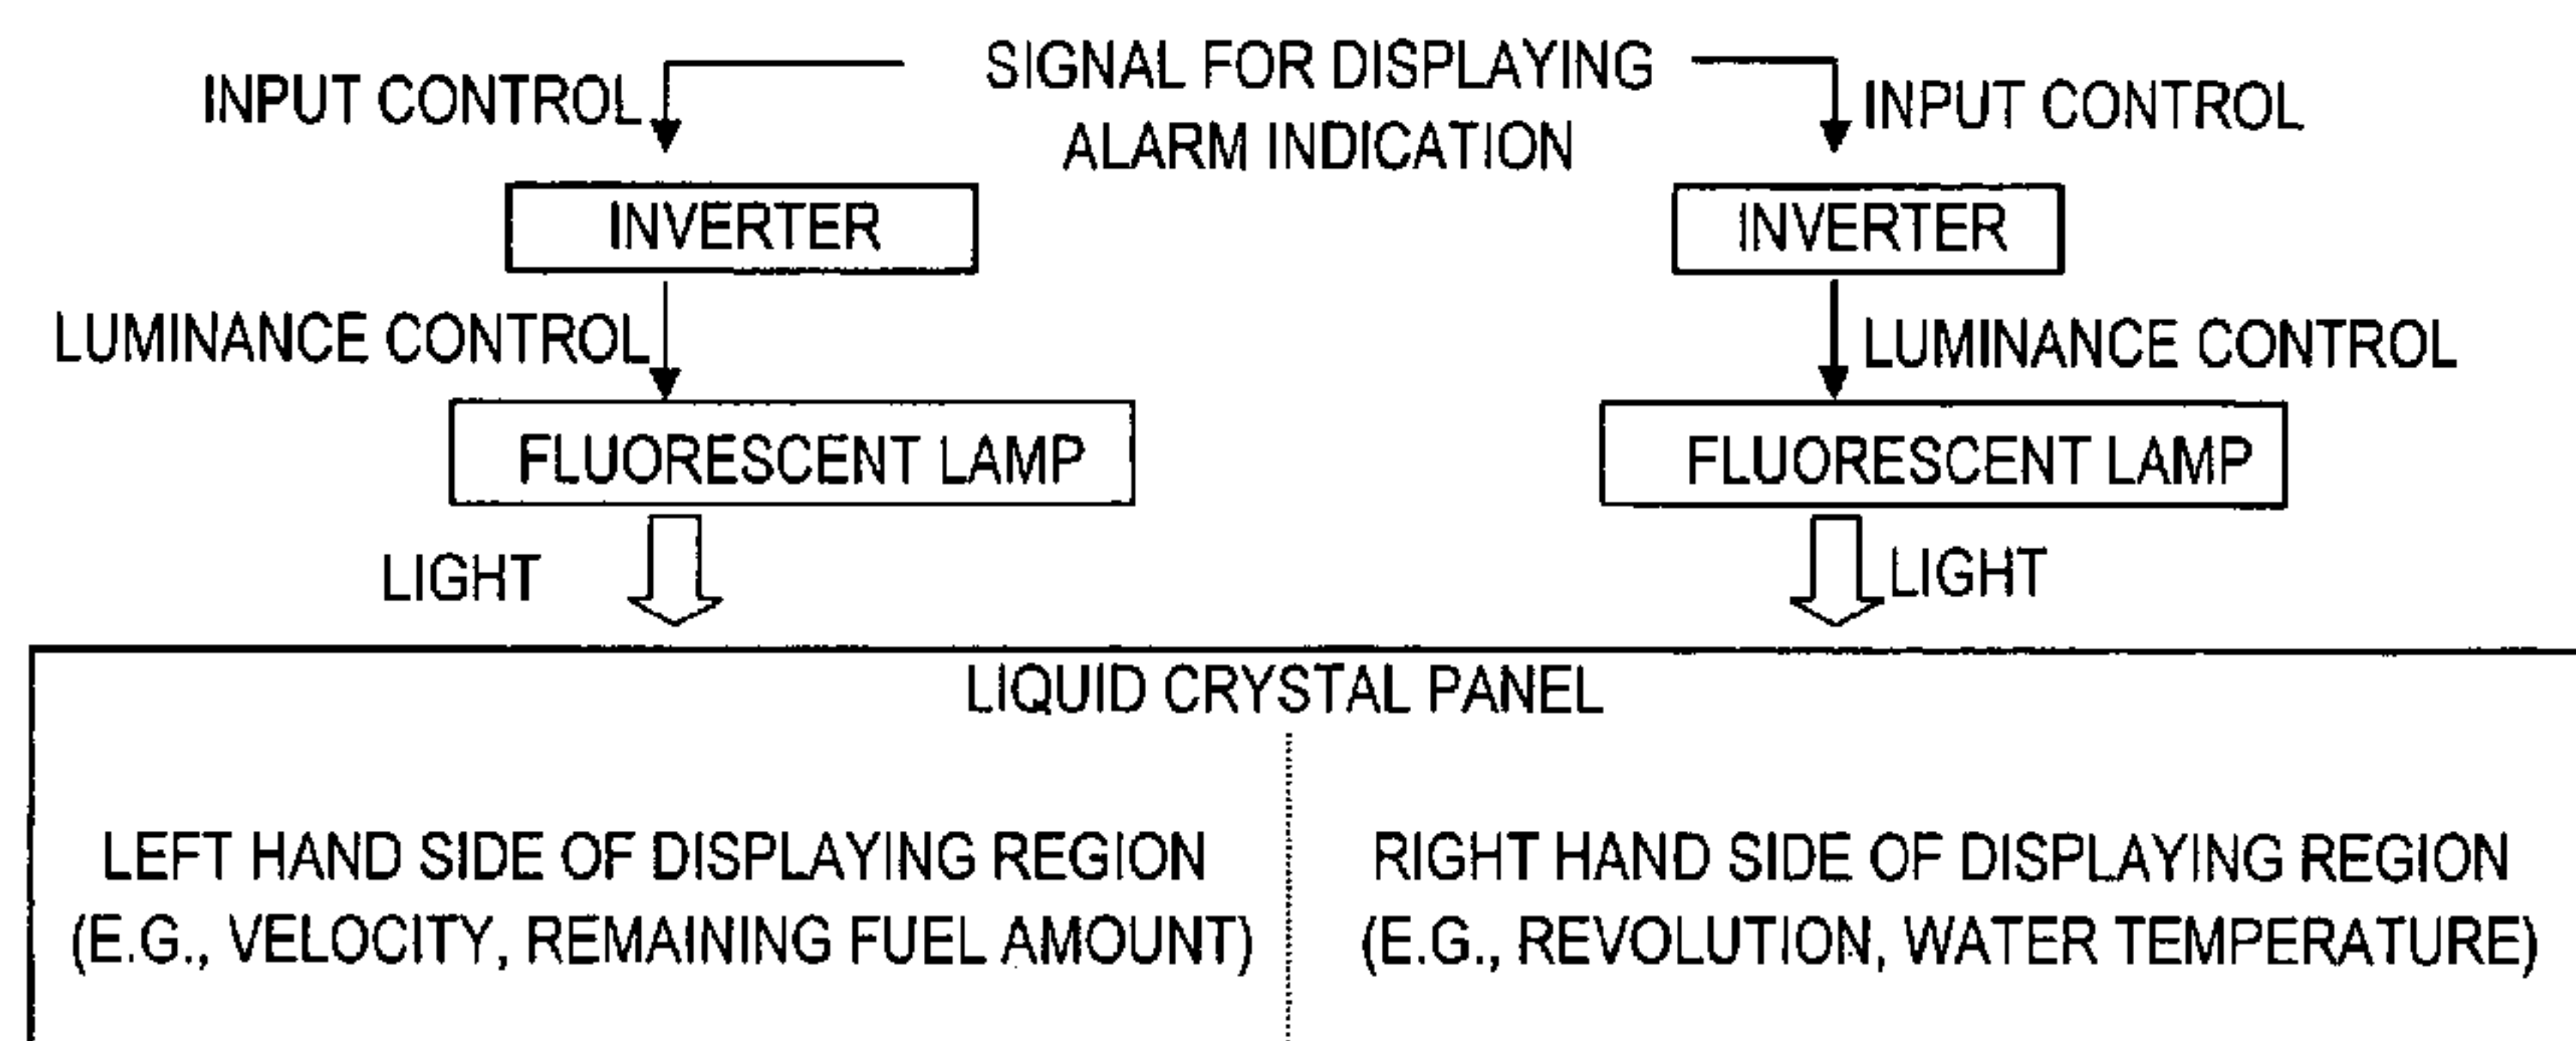 SIGNAL FOR DISPLAYING
ALARM INDICATION
INPUT CONTROL
INPUT CONTROL
INVERTER
INVERTER
LUMINANCE CONTROL
LUMINANCE CONTROL
FLUORESCENT LAMP
FLUORESCENT LAMP
LIGHT
LIGHT
LIQUID CRYSTAL PANEL
LEFT HAND SIDE OF DISPLAYING REGION
(E.G., VELOCITY, REMAINING FUEL AMOUNT)
RIGHT HAND SIDE OF DISPLAYING REGION
(E.G., REVOLUTION, WATER TEMPERATURE)